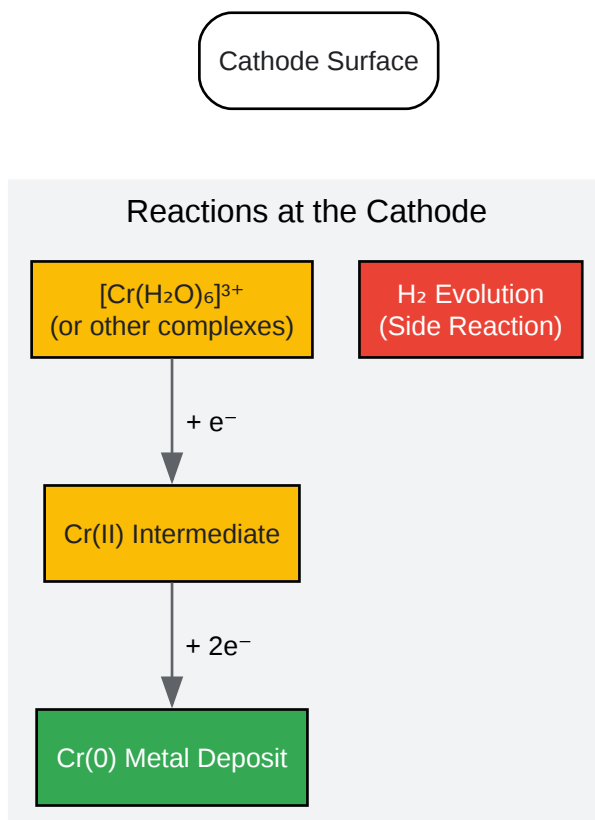 Cathode Surface
Reactions at the Cathode
[Cr(H₂O)₆]³⁺
(or other complexes)
H₂ Evolution
(Side Reaction)
+ e⁻
Cr(II) Intermediate
+ 2e⁻
Cr(0) Metal Deposit